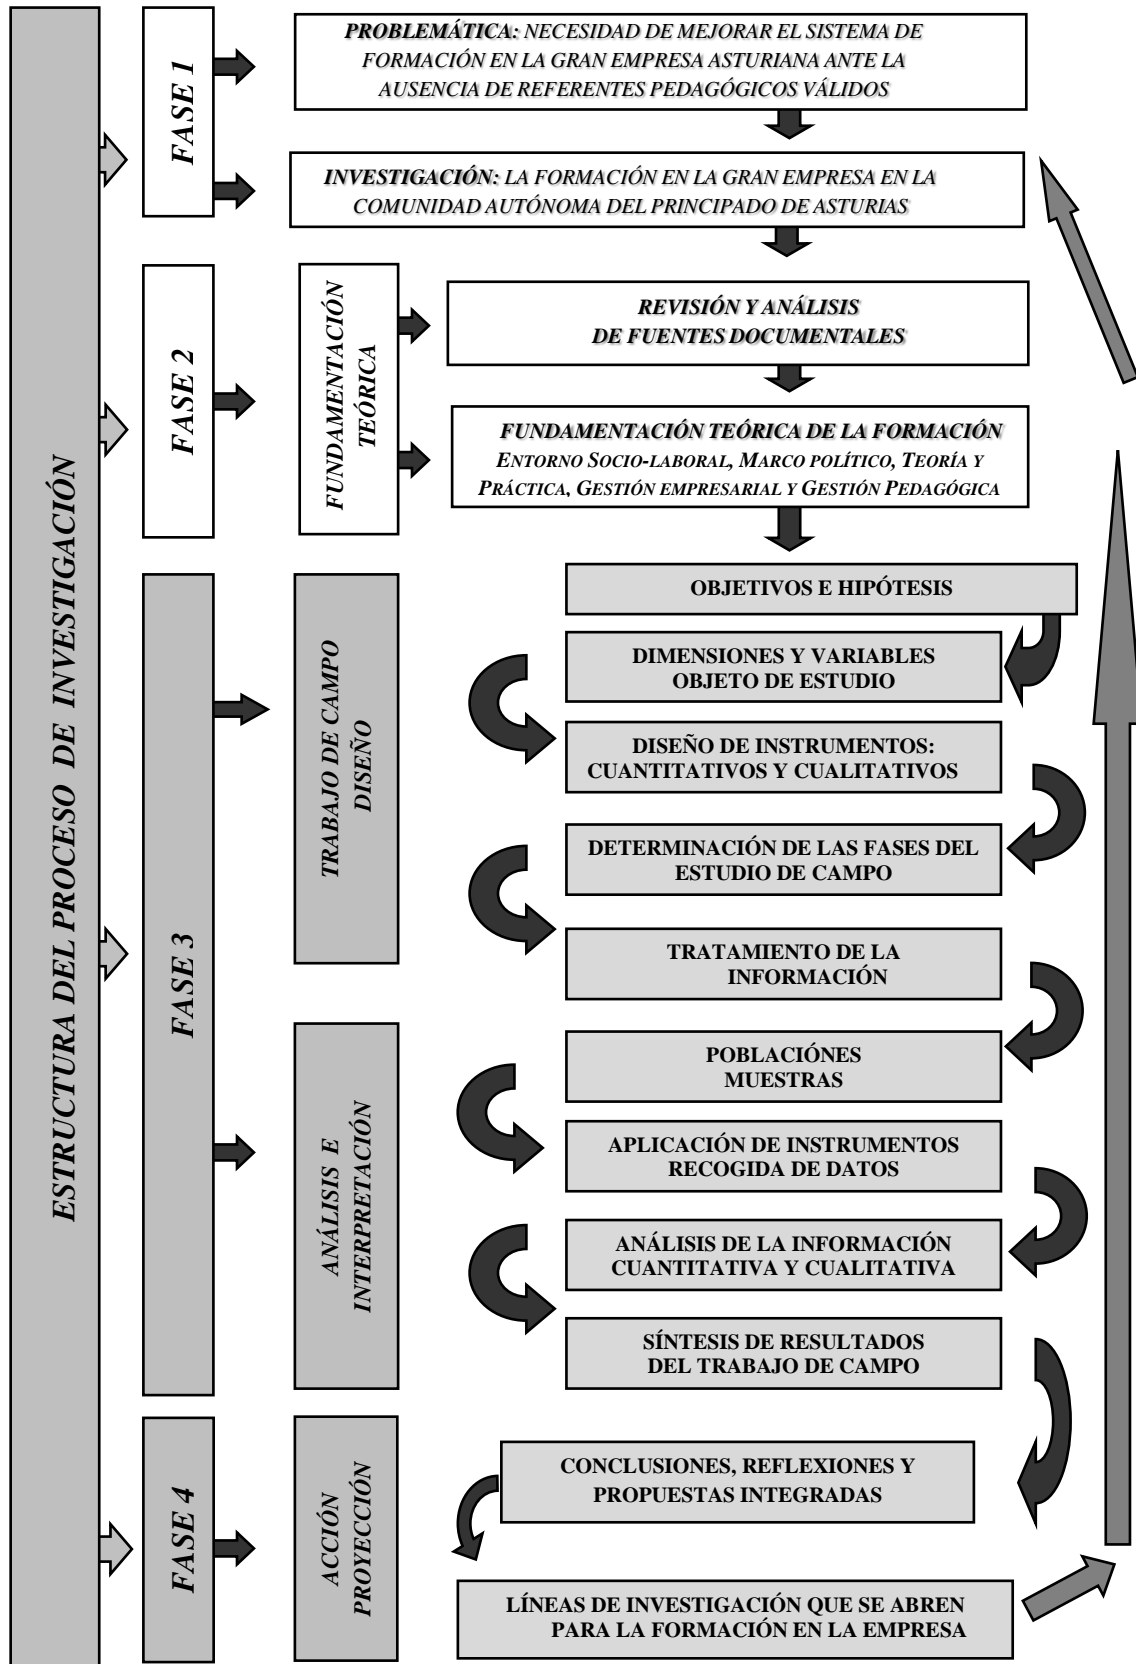 ESTRUCTURA DEL PROCESO DE INVESTIGACIÓN
FASE 1
PROBLEMÁTICA: NECESIDAD DE MEJORAR EL SISTEMA DE
FORMACIÓN EN LA GRAN EMPRESA ASTURIANA ANTE LA
AUSENCIA DE REFERENTES PEDAGÓGICOS VÁLIDOS
INVESTIGACIÓN: LA FORMACIÓN EN LA GRAN EMPRESA EN LA
COMUNIDAD AUTÓNOMA DEL PRINCIPADO DE ASTURIAS
FASE 2
FUNDAMENTACIÓN
TEÓRICA
REVISIÓN Y ANÁLISIS
DE FUENTES DOCUMENTALES
FUNDAMENTACIÓN TEÓRICA DE LA FORMACIÓN
ENTORNO SOCIO-LABORAL, MARCO POLÍTICO, TEORÍA Y
PRÁCTICA, GESTIÓN EMPRESARIAL Y GESTIÓN PEDAGÓGICA
FASE 3
TRABAJO DE CAMPO
DISEÑO
OBJETIVOS E HIPÓTESIS
DIMENSIONES Y VARIABLES
OBJETO DE ESTUDIO
DISEÑO DE INSTRUMENTOS:
CUANTITATIVOS Y CUALITATIVOS
DETERMINACIÓN DE LAS FASES DEL
ESTUDIO DE CAMPO
TRATAMIENTO DE LA
INFORMACIÓN
ANÁLISIS E
INTERPRETACIÓN
POBLACIÓNES
MUESTRAS
APLICACIÓN DE INSTRUMENTOS
RECOGIDA DE DATOS
ANÁLISIS DE LA INFORMACIÓN
CUANTITATIVA Y CUALITATIVA
SÍNTESIS DE RESULTADOS
DEL TRABAJO DE CAMPO
FASE 4
ACCIÓN
PROYECCIÓN
CONCLUSIONES, REFLEXIONES Y
PROPUESTAS INTEGRADAS
LÍNEAS DE INVESTIGACIÓN QUE SE ABREN
PARA LA FORMACIÓN EN LA EMPRESA